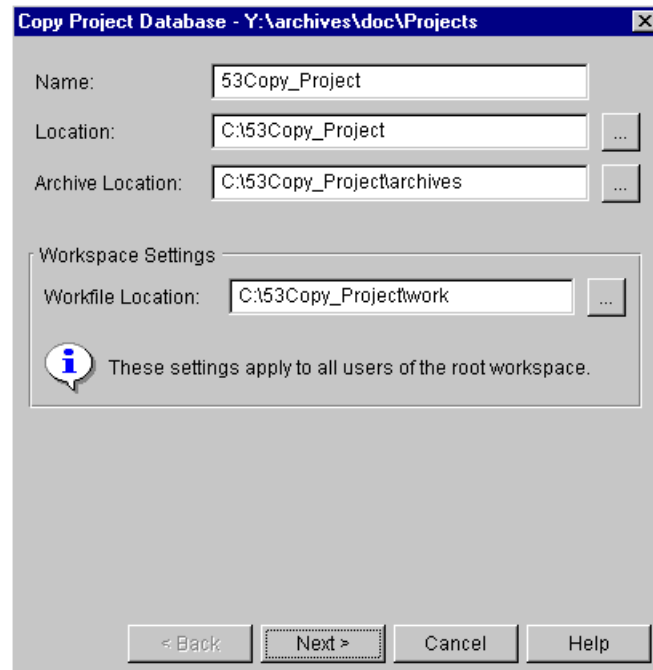 Copy Project Database - Y:\archives\doc\Projects
Name: 53Copy_Project
Location: C:\53Copy_Project ...
Archive Location: C:\53Copy_Project\archives ...
Workspace Settings
Workfile Location: C:\53Copy_Project\work ...
These settings apply to all users of the root workspace.
< Back Next > Cancel Help